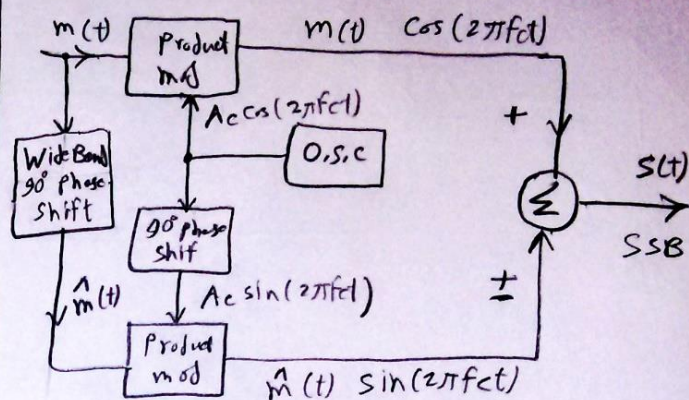 m(t)
Product
mod
m(t) cos(2πfct)
Ac cos(2πfct)
+
Wide Band
90° phase
shift
O.S.C
Σ
S(t)
SSB
90° phase
shif
m̂(t)
Ac sin(2πfct)
±
Product
mod
m̂(t) sin(2πfct)